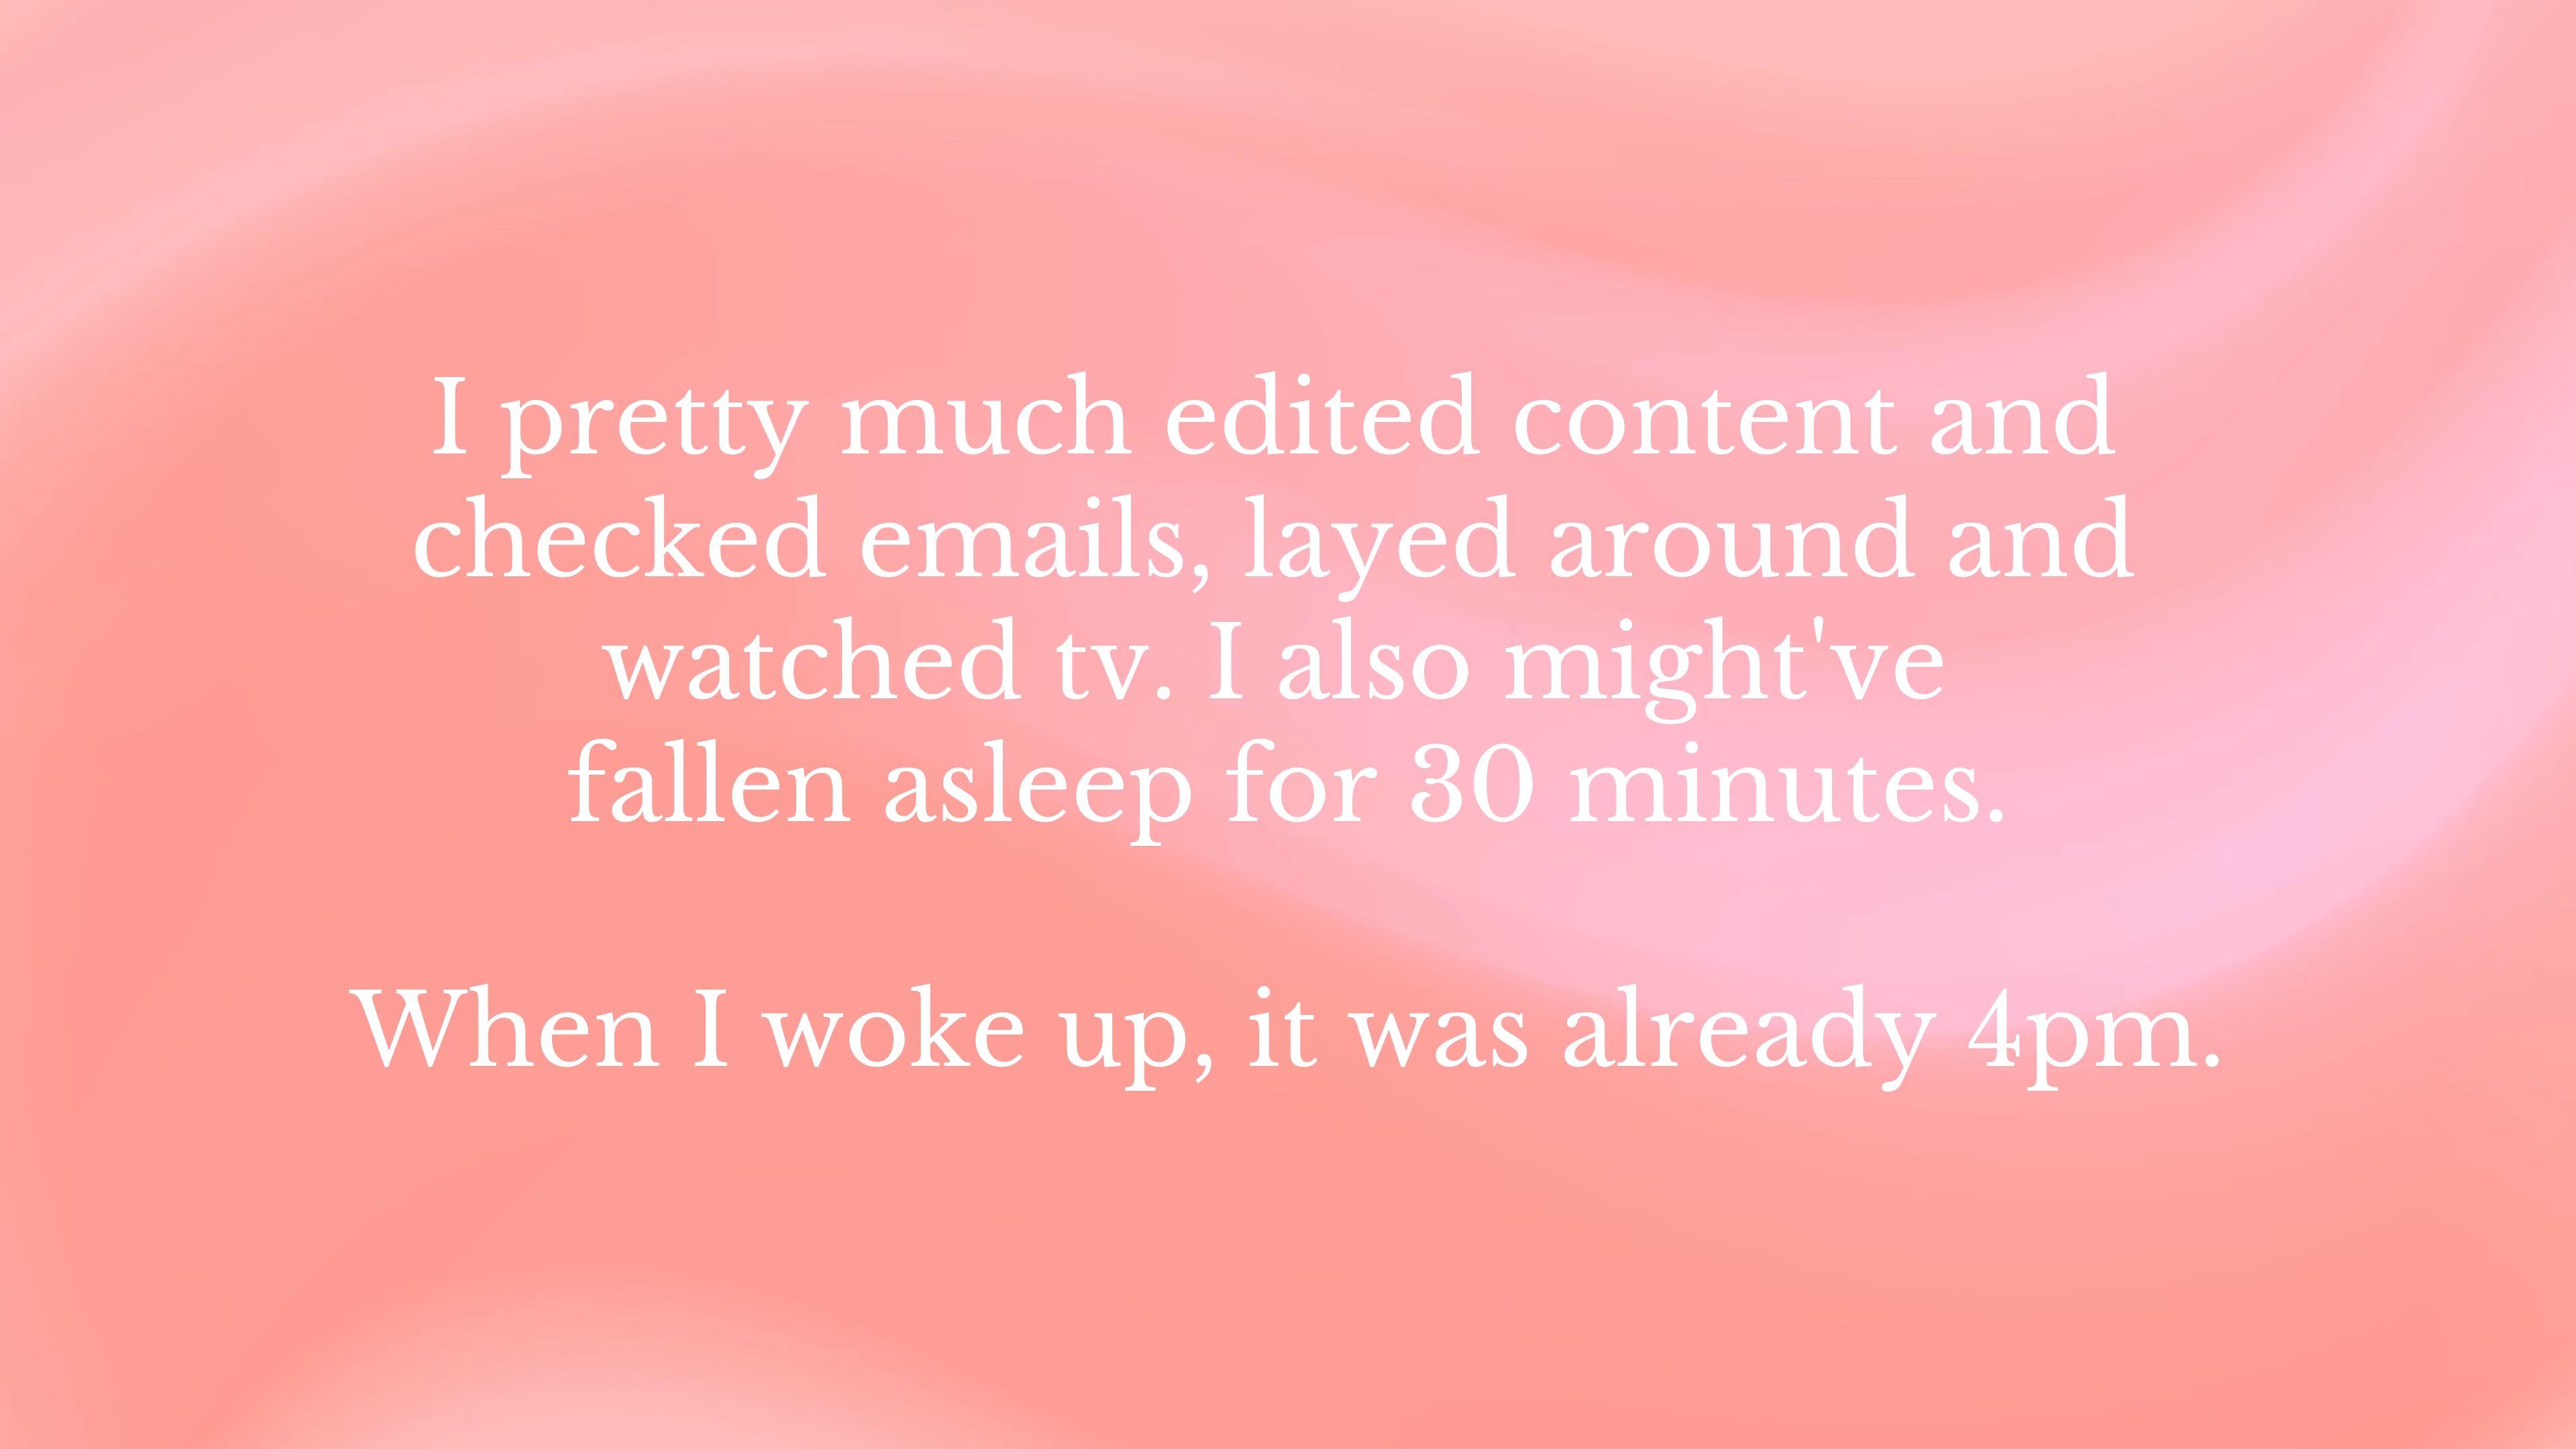 I pretty much edited content and
checked emails, layed around and
watched tv. I also might've
fallen asleep for 30 minutes.
When I woke up, it was already 4pm.